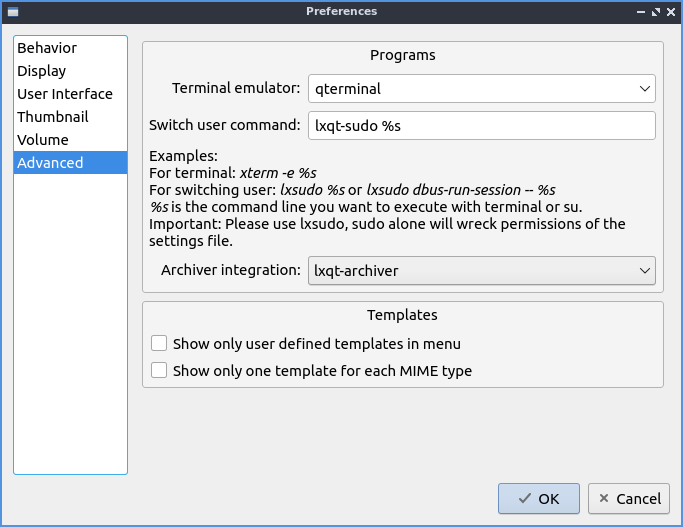 Preferences
Behavior
Display
User Interface
Thumbnail
Volume
Advanced
Programs
Terminal emulator: qterminal
Switch user command: lxqt-sudo %s
Examples:
For terminal: xterm -e %s
For switching user: lxsudo %s or lxsudo dbus-run-session -- %s
%s is the command line you want to execute with terminal or su.
Important: Please use lxsudo, sudo alone will wreck permissions of the
settings file.
Archiver integration: lxqt-archiver
Templates
Show only user defined templates in menu
Show only one template for each MIME type
OK
Cancel